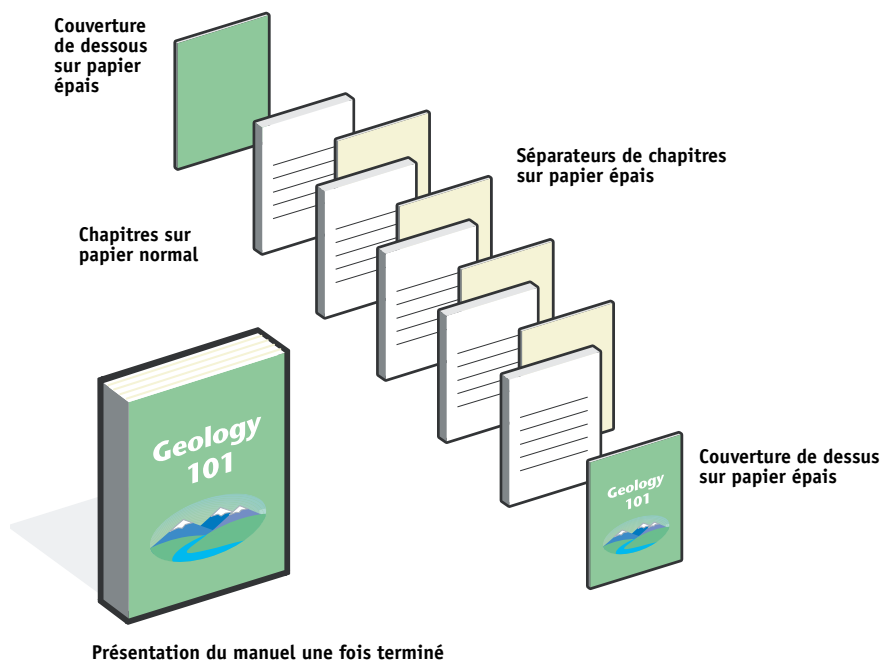 Couverture
de dessous
sur papier
épais
Séparateurs de chapitres
sur papier épais
Chapitres sur
papier normal
Geology
101
Couverture de dessus
sur papier épais
Geology
101
Présentation du manuel une fois terminé